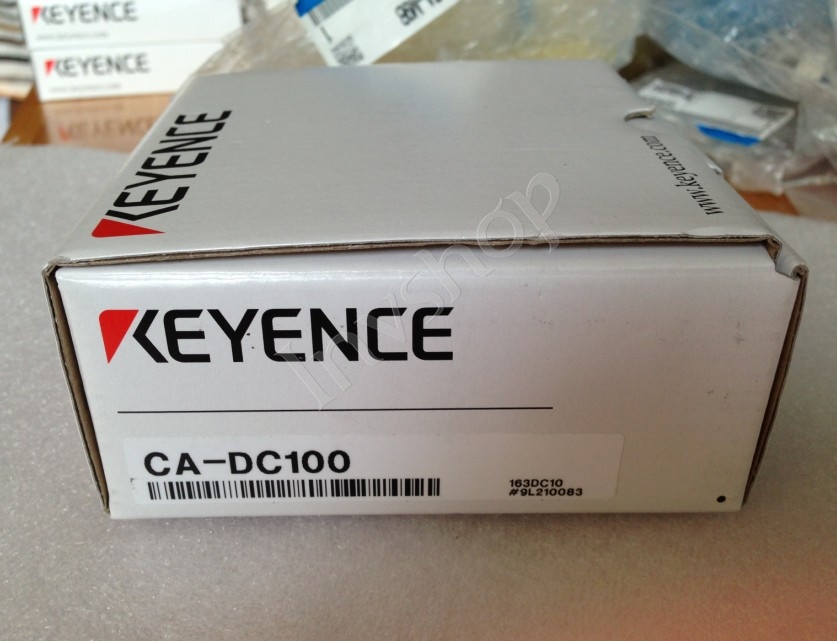 KEYENCE
KEYENCE
KEYENCE
www.keyence.com
KEYENCE
CA-DC100
163DC10
#9L210083